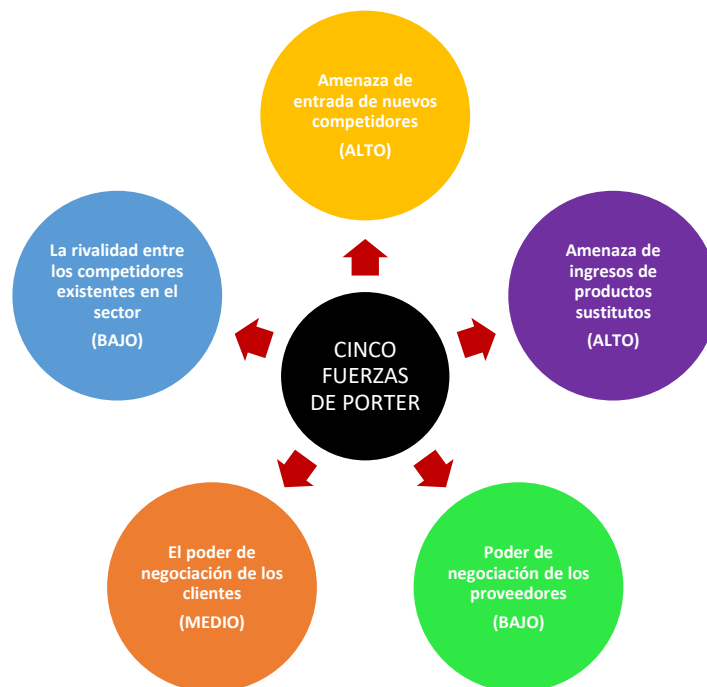 Amenaza de
entrada de nuevos
competidores
(ALTO)
La rivalidad entre
los competidores
existentes en el
sector
(BAJO)
Amenaza de
ingresos de
productos
sustitutos
(ALTO)
CINCO
FUERZAS
DE PORTER
El poder de
negociación de los
clientes
(MEDIO)
Poder de
negociación de los
proveedores
(BAJO)